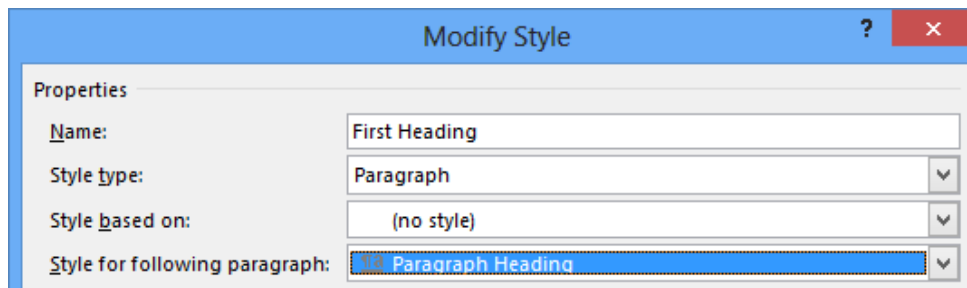 Modify Style ? ×
Properties
Name: First Heading
Style type: Paragraph
Style based on: (no style)
Style for following paragraph: ¶a Paragraph Heading